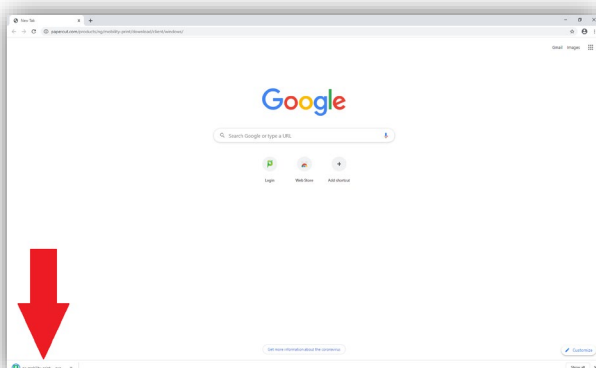 New Tab
papercut.com/products/ng/mobility-print/download/client/windows/
Gmail Images
Google
Search Google or type a URL
Login Web Store Add shortcut
Get more information about the coronavirus
Customize
Show all